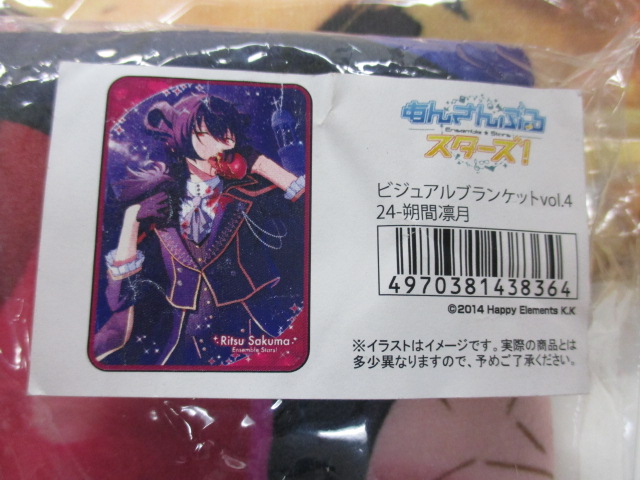 あんさんぶる
Ensemble Stars
スターズ!
ビジュアルブランケットvol.4
24-朔間凛月
4970381438364
©2014 Happy Elements K.K
Ritsu Sakuma
Ensemble Stars!
※イラストはイメージです。実際の商品とは
多少異なりますので、予めご了承ください。